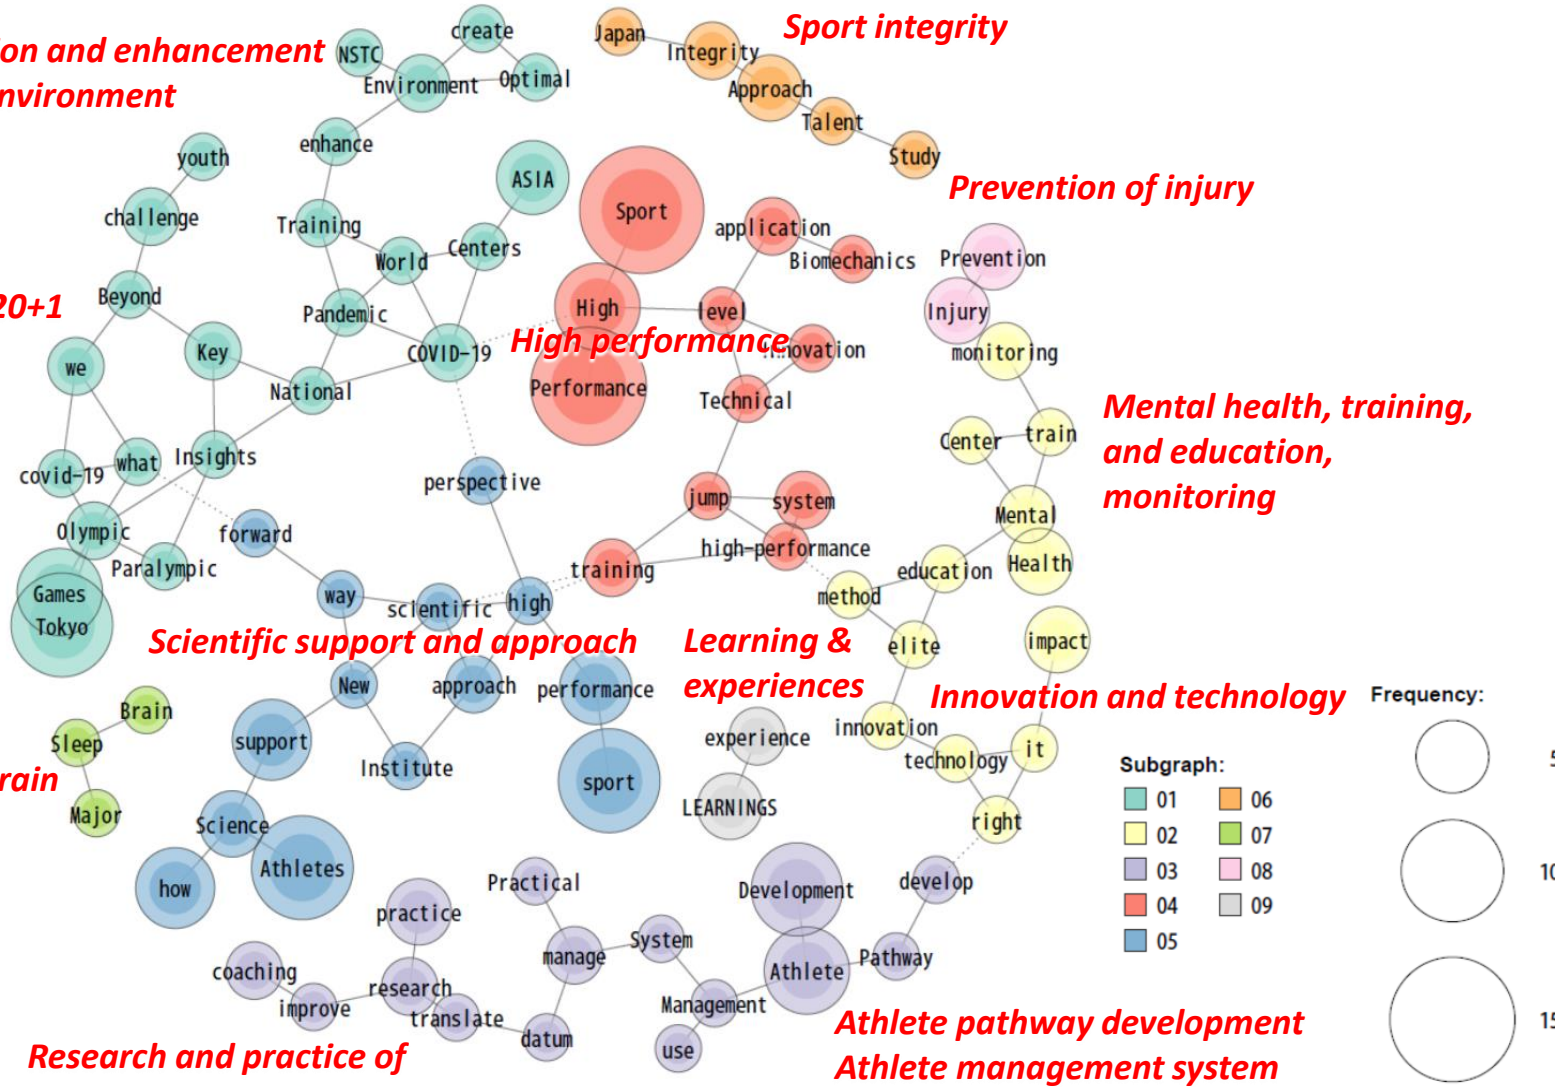 Sport integrity
ion and enhancement
nvironment
create
NSTC
Environment
Optimal
enhance
Japan
Integrity
Approach
Talent
Study
youth
challenge
Training
ASIA
World
Centers
Pandemic
COVID-19
Beyond
20+1
we
Key
National
covid-19
what
Insights
Olympic
Paralympic
Games
Tokyo
Sport
High
High performance
Performance
application
Biomechanics
level
innovation
Technical
jump
system
high-performance
training
Prevention of injury
Prevention
Injury
monitoring
Center
train
Mental
Health
Mental health, training,
and education,
monitoring
education
method
elite
impact
innovation
technology
it
right
perspective
forward
way
scientific
high
Scientific support and approach
New
approach
performance
support
Institute
sport
Science
how
Athletes
Learning &
experiences
experience
LEARNINGS
Innovation and technology
Brain
Sleep
Major
rain
Practical
practice
coaching
improve
research
translate
manage
datum
System
Management
use
Development
Athlete
Pathway
develop
Research and practice of
Athlete pathway development
Athlete management system
Subgraph:
01
02
03
04
05
06
07
08
09
Frequency:
5
10
15